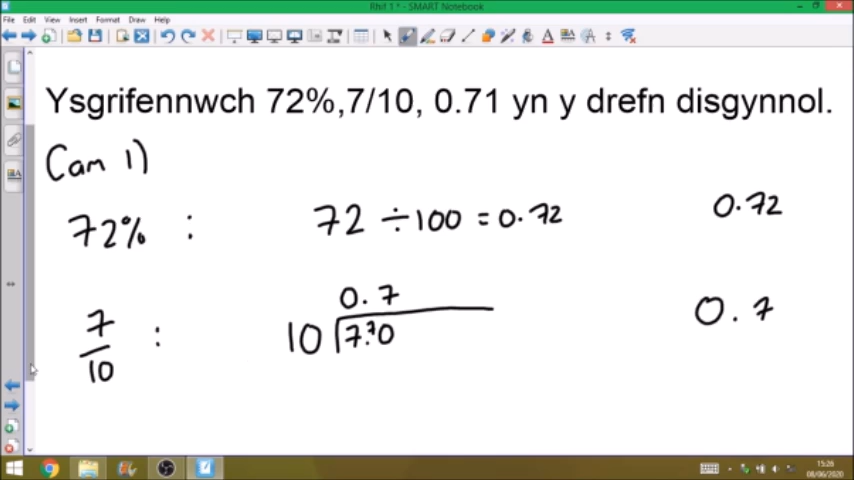 Rhif 1 * - SMART Notebook
File Edit View Insert Format Draw Help
Ysgrifennwch 72%,7/10, 0.71 yn y drefn disgynnol.
Cam 1)
72% : 72 ÷ 100 = 0.72 0.72
0.7
7/10 : 10 7.70 0.7
15:26
08/06/2020